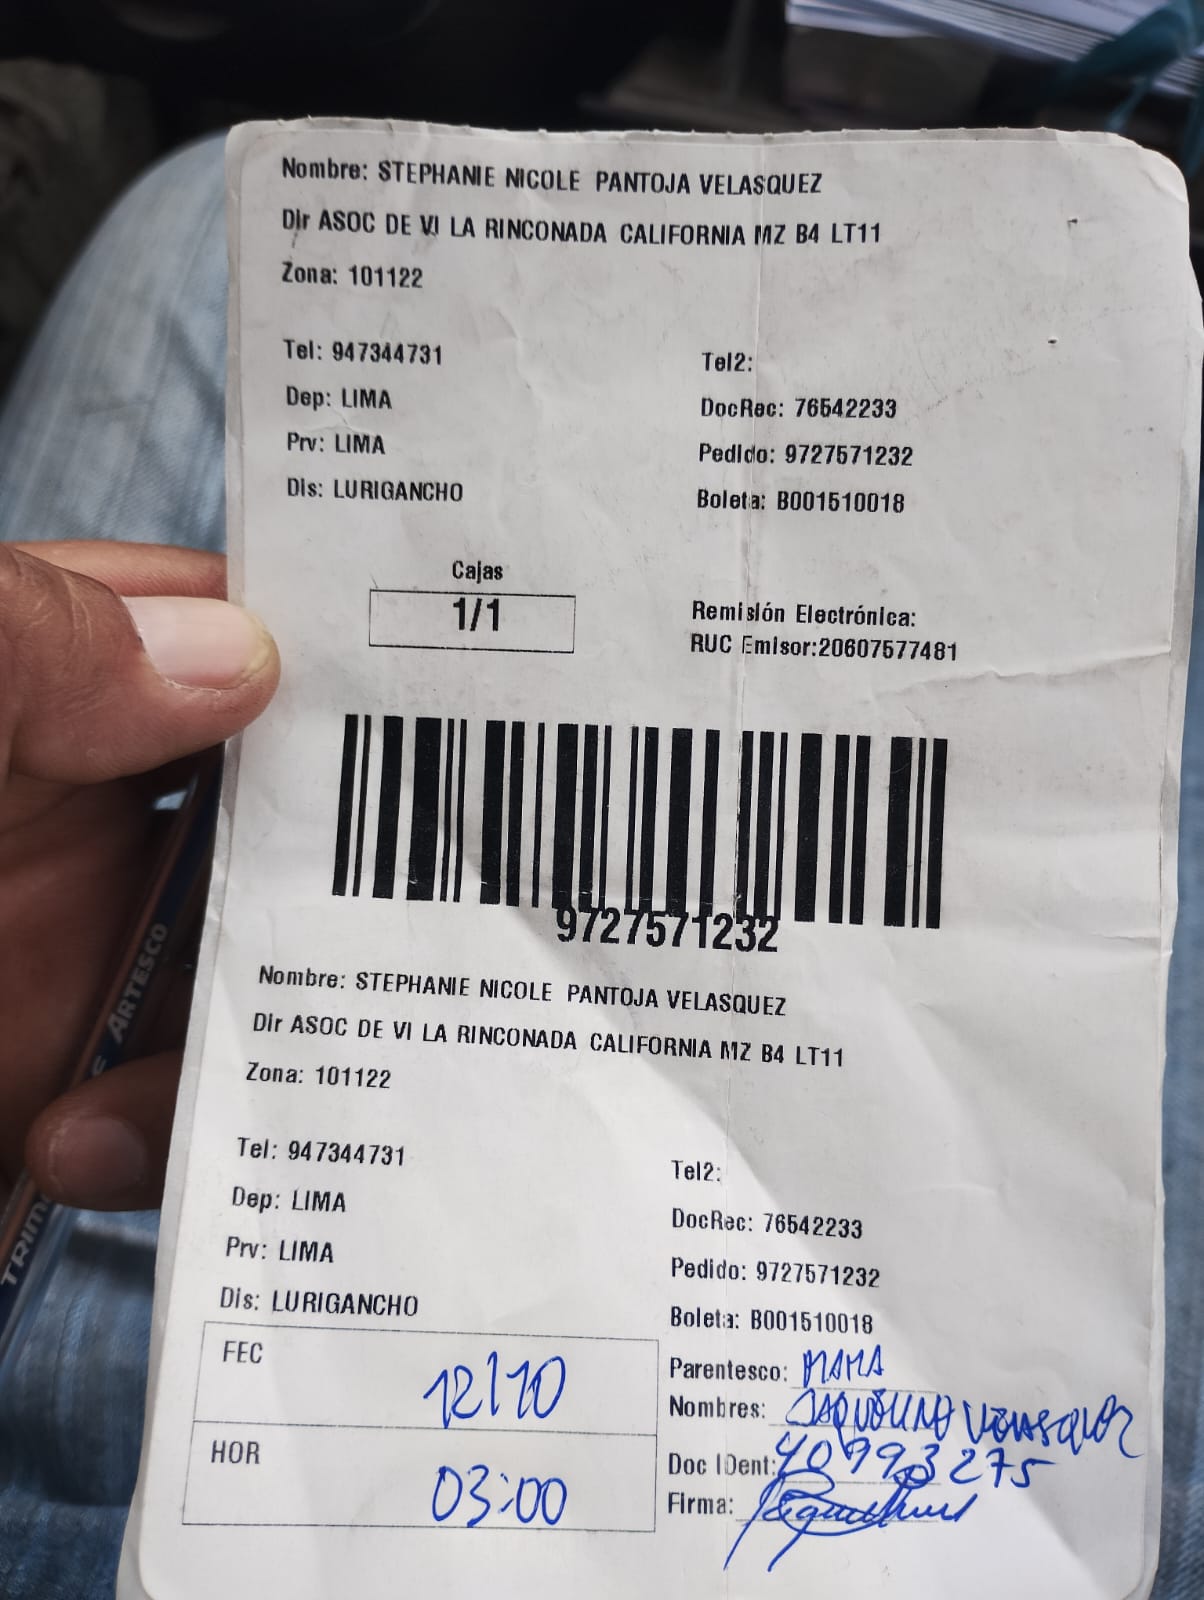 Nombre: STEPHANIE NICOLE PANTOJA VELASQUEZ
Dir ASOC DE VI LA RINCONADA CALIFORNIA MZ B4 LT11
Zona: 101122
Tel: 947344731 Tel2:
Dep: LIMA DocRec: 76542233
Prv: LIMA Pedido: 9727571232
Dis: LURIGANCHO Boleta: B001510018
Cajas
1/1
Remisión Electrónica:
RUC Emisor:20607577481
9727571232
Nombre: STEPHANIE NICOLE PANTOJA VELASQUEZ
Dir ASOC DE VI LA RINCONADA CALIFORNIA MZ B4 LT11
Zona: 101122
Tel: 947344731 Tel2:
Dep: LIMA DocRec: 76542233
Prv: LIMA Pedido: 9727571232
Dis: LURIGANCHO Boleta: B001510018
FEC 12/10
HOR 03:00
Parentesco: MAMA
Nombres: JAQUELINE VELASQUEZ
Doc IDent: 40993275
Firma:
ARTESCO